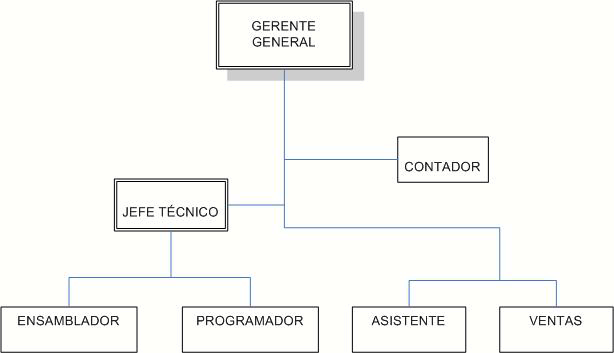 GERENTE
GENERAL
CONTADOR
JEFE TÉCNICO
ENSAMBLADOR
PROGRAMADOR
ASISTENTE
VENTAS